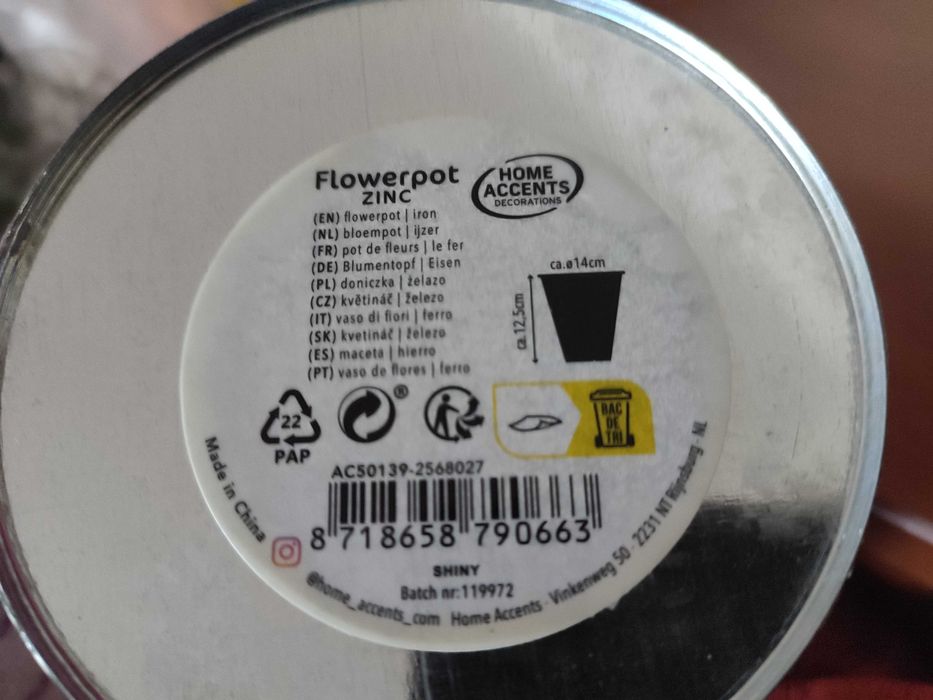 Flowerpot
ZINC
HOME
ACCENTS
DECORATIONS
(EN) flowerpot | iron
(NL) bloempot | ijzer
(FR) pot de fleurs | le fer
(DE) Blumentopf | Eisen
(PL) doniczka | żelazo
(CZ) květináč | železo
(IT) vaso di fiori | ferro
(SK) kvetináč | železo
(ES) maceta | hierro
(PT) vaso de flores | ferro
ca.ø14cm
ca. 12,5cm
22
PAP
®
BAC
DE
TRI
AC50139-2568027
8 718658 790663
SHINY
Batch nr:119972
Made in China
@home_accents_com Home Accents · Vinkenweg 50 · 2231 NT Rijnsburg · NL